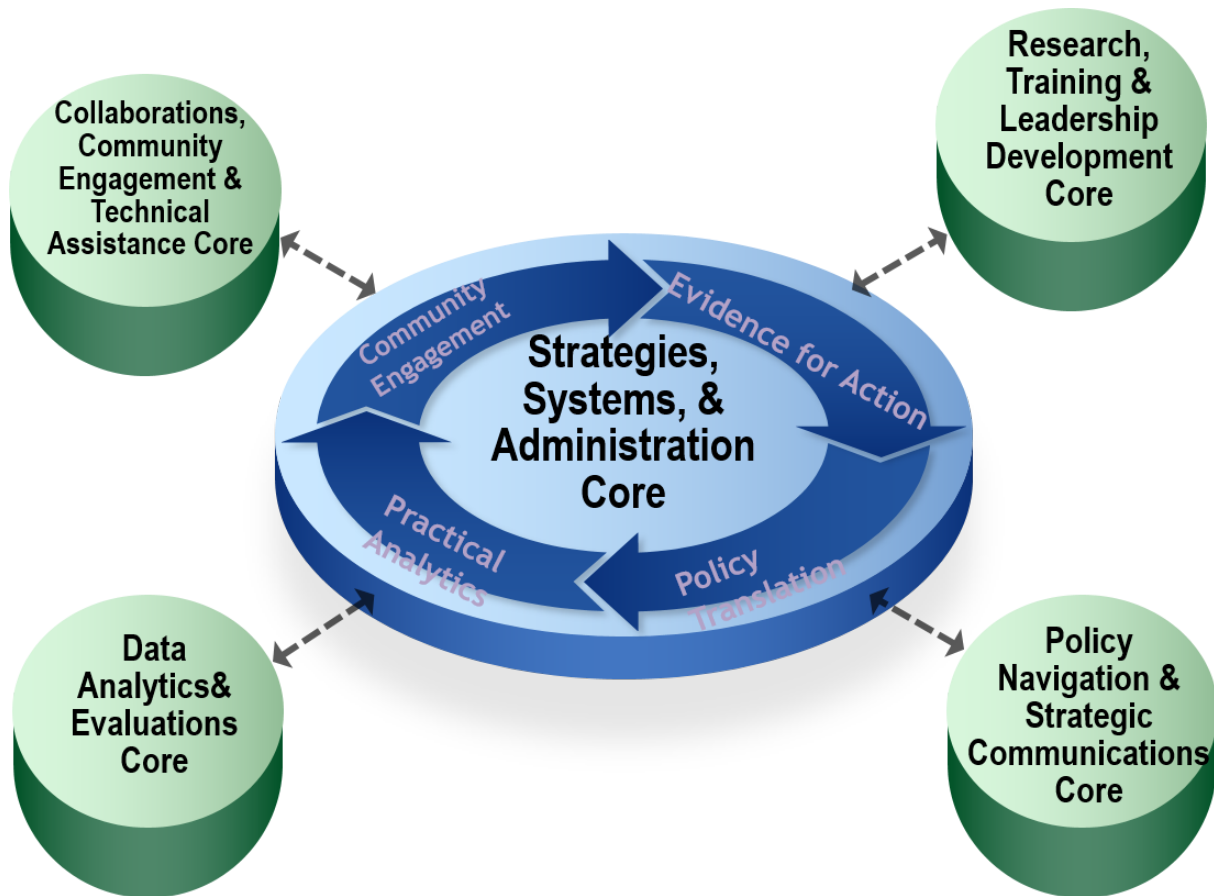 Collaborations,
Community
Engagement &
Technical
Assistance Core
Research,
Training &
Leadership
Development
Core
Community
Engagement
Evidence for Action
Strategies,
Systems, &
Administration
Core
Practical
Analytics
Policy
Translation
Data
Analytics&
Evaluations
Core
Policy
Navigation &
Strategic
Communications
Core